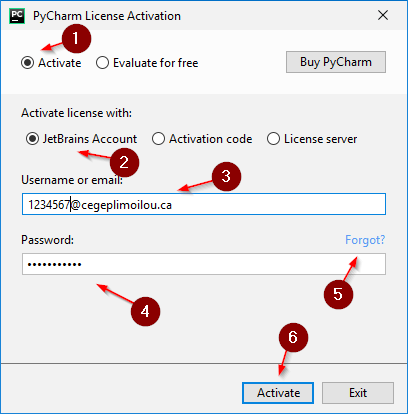 PC PyCharm License Activation
1
Activate Evaluate for free Buy PyCharm
Activate license with:
JetBrains Account Activation code License server
2
Username or email:
3
1234567@cegeplimoilou.ca
Password: Forgot?
•••••••••••
4
5
6
Activate Exit